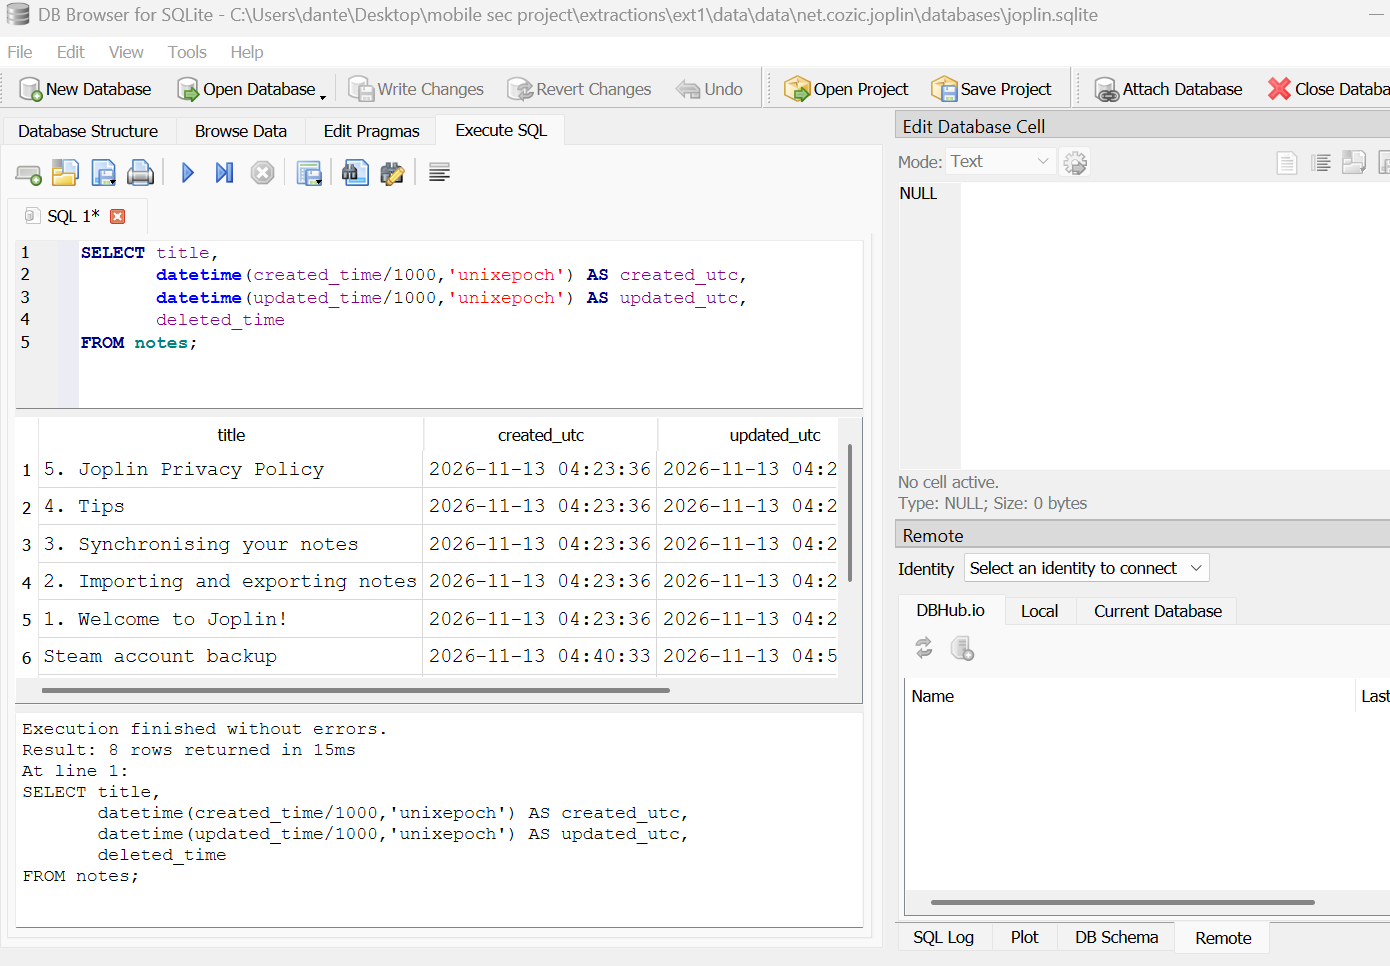 DB Browser for SQLite - C:\Users\dante\Desktop\mobile sec project\extractions\ext1\data\data\net.cozic.joplin\databases\joplin.sqlite
File Edit View Tools Help
New Database Open Database Write Changes Revert Changes Undo Open Project Save Project Attach Database Close Databa
Database Structure Browse Data Edit Pragmas Execute SQL
SQL 1*
1 SELECT title,
2 datetime(created_time/1000,'unixepoch') AS created_utc,
3 datetime(updated_time/1000,'unixepoch') AS updated_utc,
4 deleted_time
5 FROM notes;
title created_utc updated_utc
1 5. Joplin Privacy Policy 2026-11-13 04:23:36 2026-11-13 04:2
2 4. Tips 2026-11-13 04:23:36 2026-11-13 04:2
3 3. Synchronising your notes 2026-11-13 04:23:36 2026-11-13 04:2
4 2. Importing and exporting notes 2026-11-13 04:23:36 2026-11-13 04:2
5 1. Welcome to Joplin! 2026-11-13 04:23:36 2026-11-13 04:2
6 Steam account backup 2026-11-13 04:40:33 2026-11-13 04:5
Execution finished without errors.
Result: 8 rows returned in 15ms
At line 1:
SELECT title,
datetime(created_time/1000,'unixepoch') AS created_utc,
datetime(updated_time/1000,'unixepoch') AS updated_utc,
deleted_time
FROM notes;
Edit Database Cell
Mode: Text
NULL
No cell active.
Type: NULL; Size: 0 bytes
Remote
Identity Select an identity to connect
DBHub.io Local Current Database
Name Last
SQL Log Plot DB Schema Remote